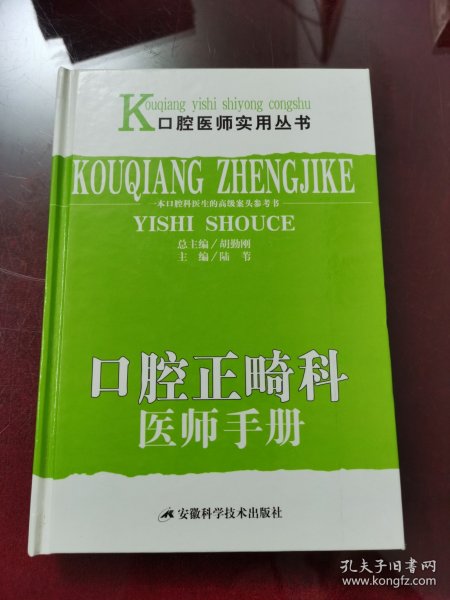 Kouqiang yishi shiyong congshu
口腔医师实用丛书
KOUQIANG ZHENGJIKE
一本口腔科医生的高级案头参考书
YISHI SHOUCE
总主编／胡勤刚
主 编／陆 苇
口腔正畸科
医师手册
安徽科学技术出版社
孔夫子旧书网
www.kongfz.com